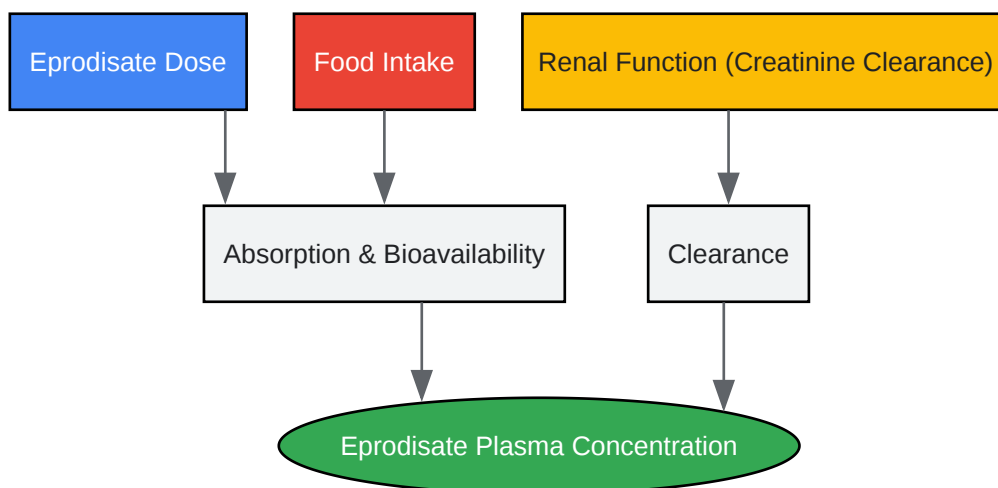 Eprodisate Dose
Food Intake
Renal Function (Creatinine Clearance)
Absorption & Bioavailability
Clearance
Eprodisate Plasma Concentration